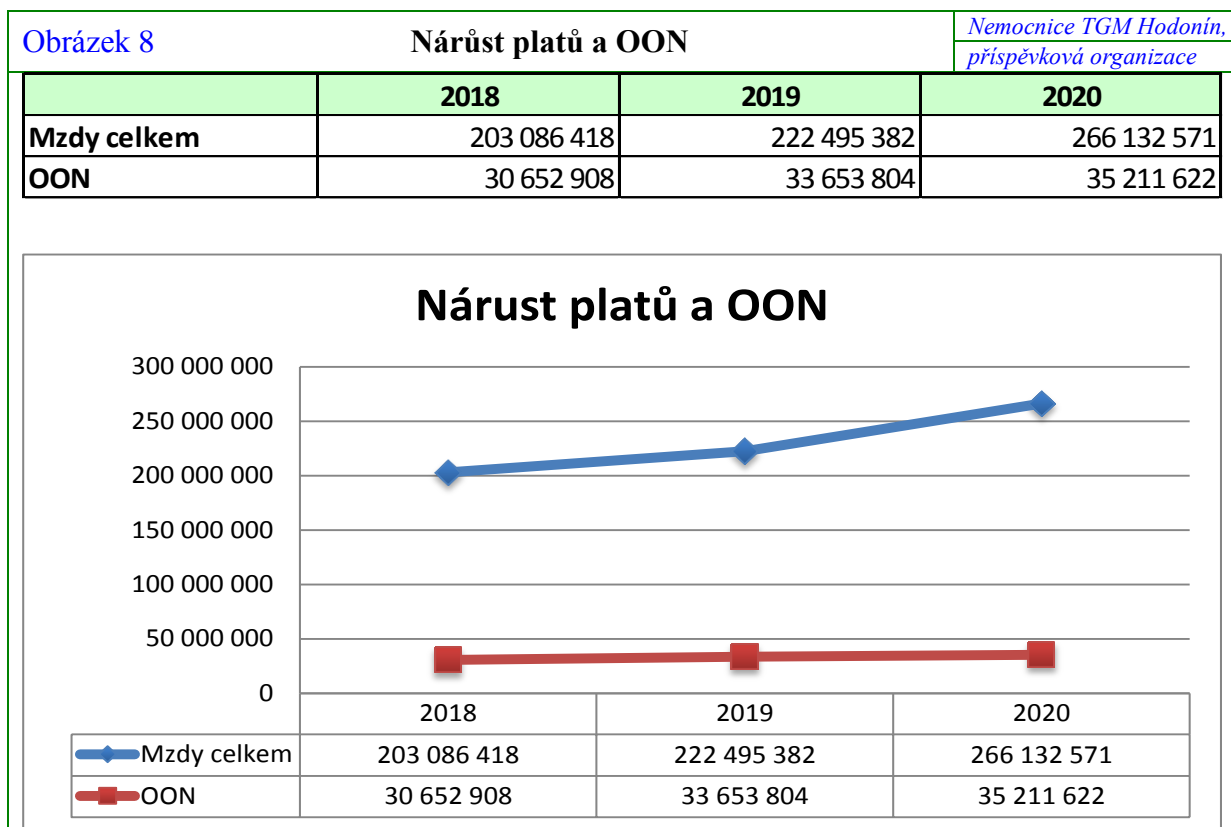 Obrázek 8 Nárůst platů a OON Nemocnice TGM Hodonín,
příspěvková organizace
2018 2019 2020
Mzdy celkem 203 086 418 222 495 382 266 132 571
OON 30 652 908 33 653 804 35 211 622
Nárust platů a OON
300 000 000
250 000 000
200 000 000
150 000 000
100 000 000
50 000 000
0
2018 2019 2020
Mzdy celkem 203 086 418 222 495 382 266 132 571
OON 30 652 908 33 653 804 35 211 622